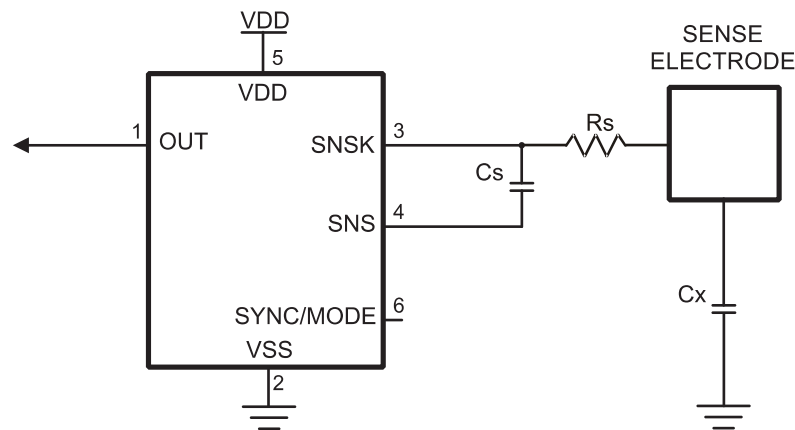 VDD
5
VDD
SENSE
ELECTRODE
1
OUT
SNSK
3
Rs
Cs
SNS
4
Cx
SYNC/MODE
6
VSS
2